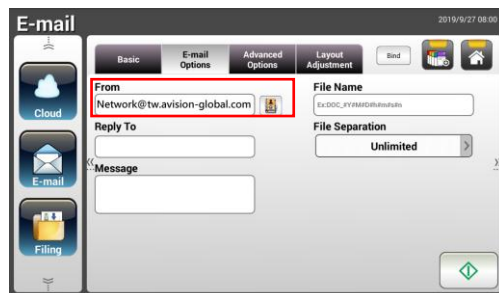 E-mail
2019/9/27 08:00
Basic
E-mail
Options
Advanced
Options
Layout
Adjustment
Bind
Cloud
E-mail
Filing
From
Network@tw.avision-global.com
Reply To
Message
File Name
File Separation
Unlimited